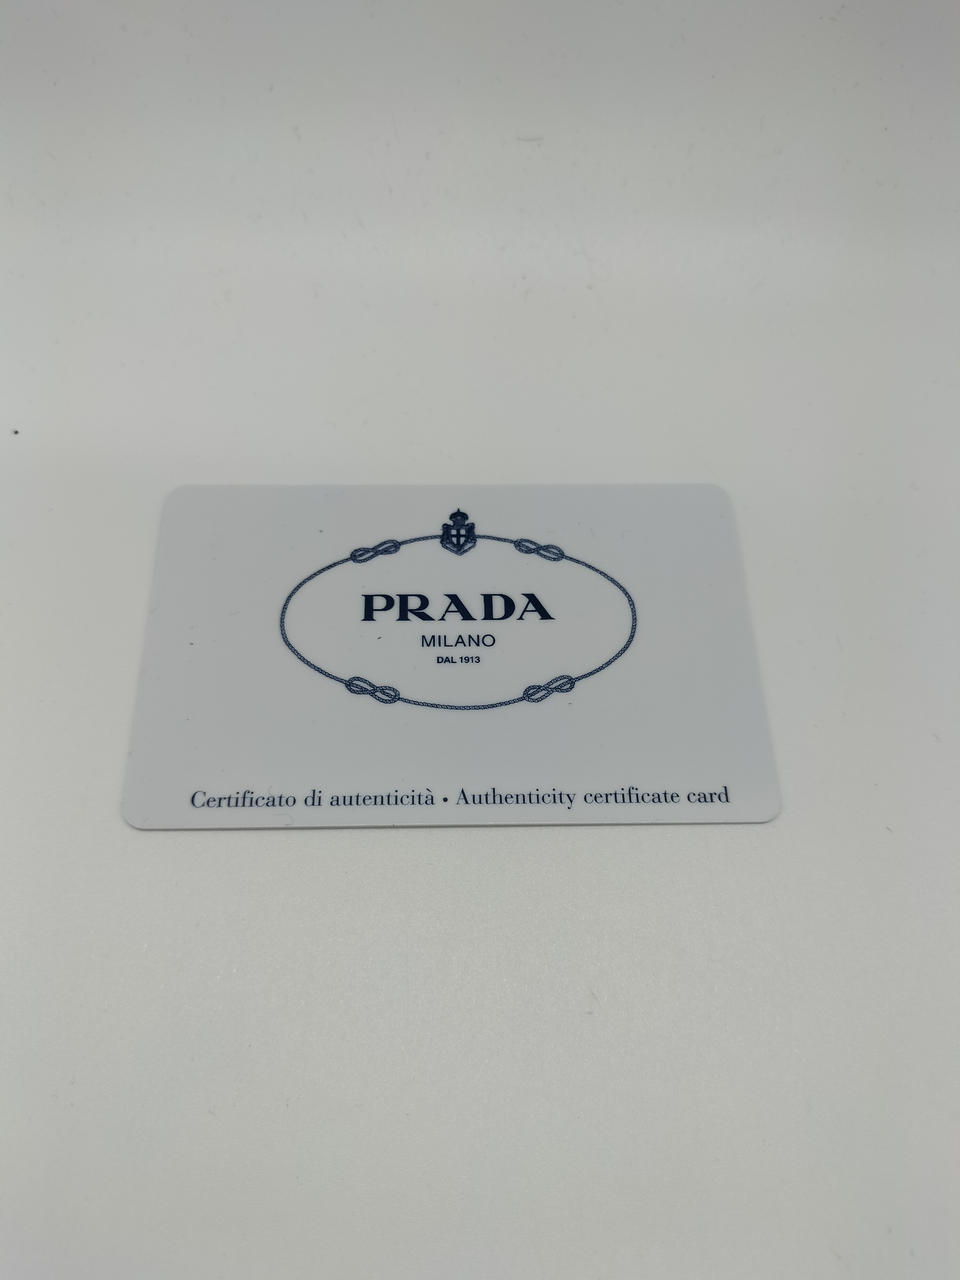 PRADA
MILANO
DAL 1913
Certificato di autenticità • Authenticity certificate card